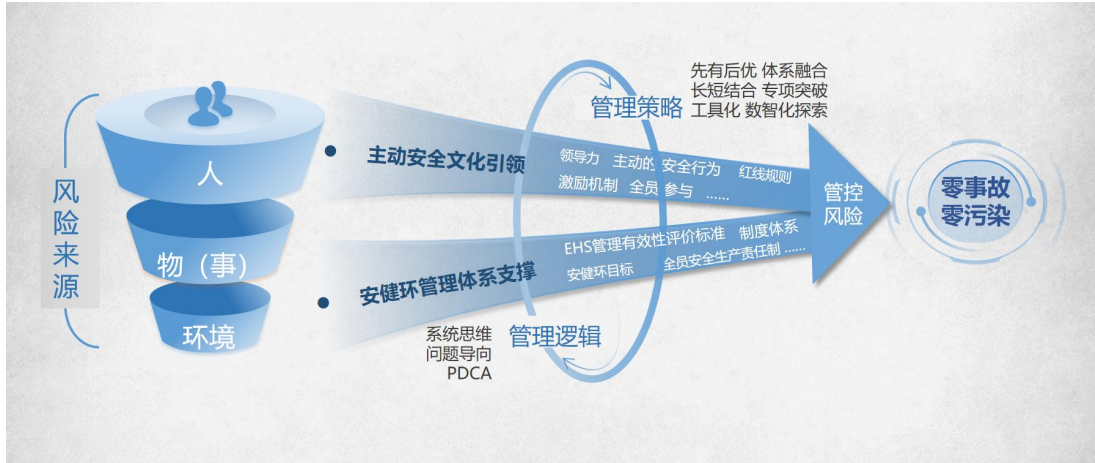 风险来源
人
物（事）
环境
主动安全文化引领
安健环管理体系支撑
管理策略
先有后优 体系融合
长短结合 专项突破
工具化 数智化探索
领导力 主动的 安全行为 红线规则
激励机制 全员 参与 ……
EHS管理有效性评价标准 制度体系
安健环目标 全员安全生产责任制 ……
管理逻辑
系统思维
问题导向
PDCA
管控
风险
零事故
零污染